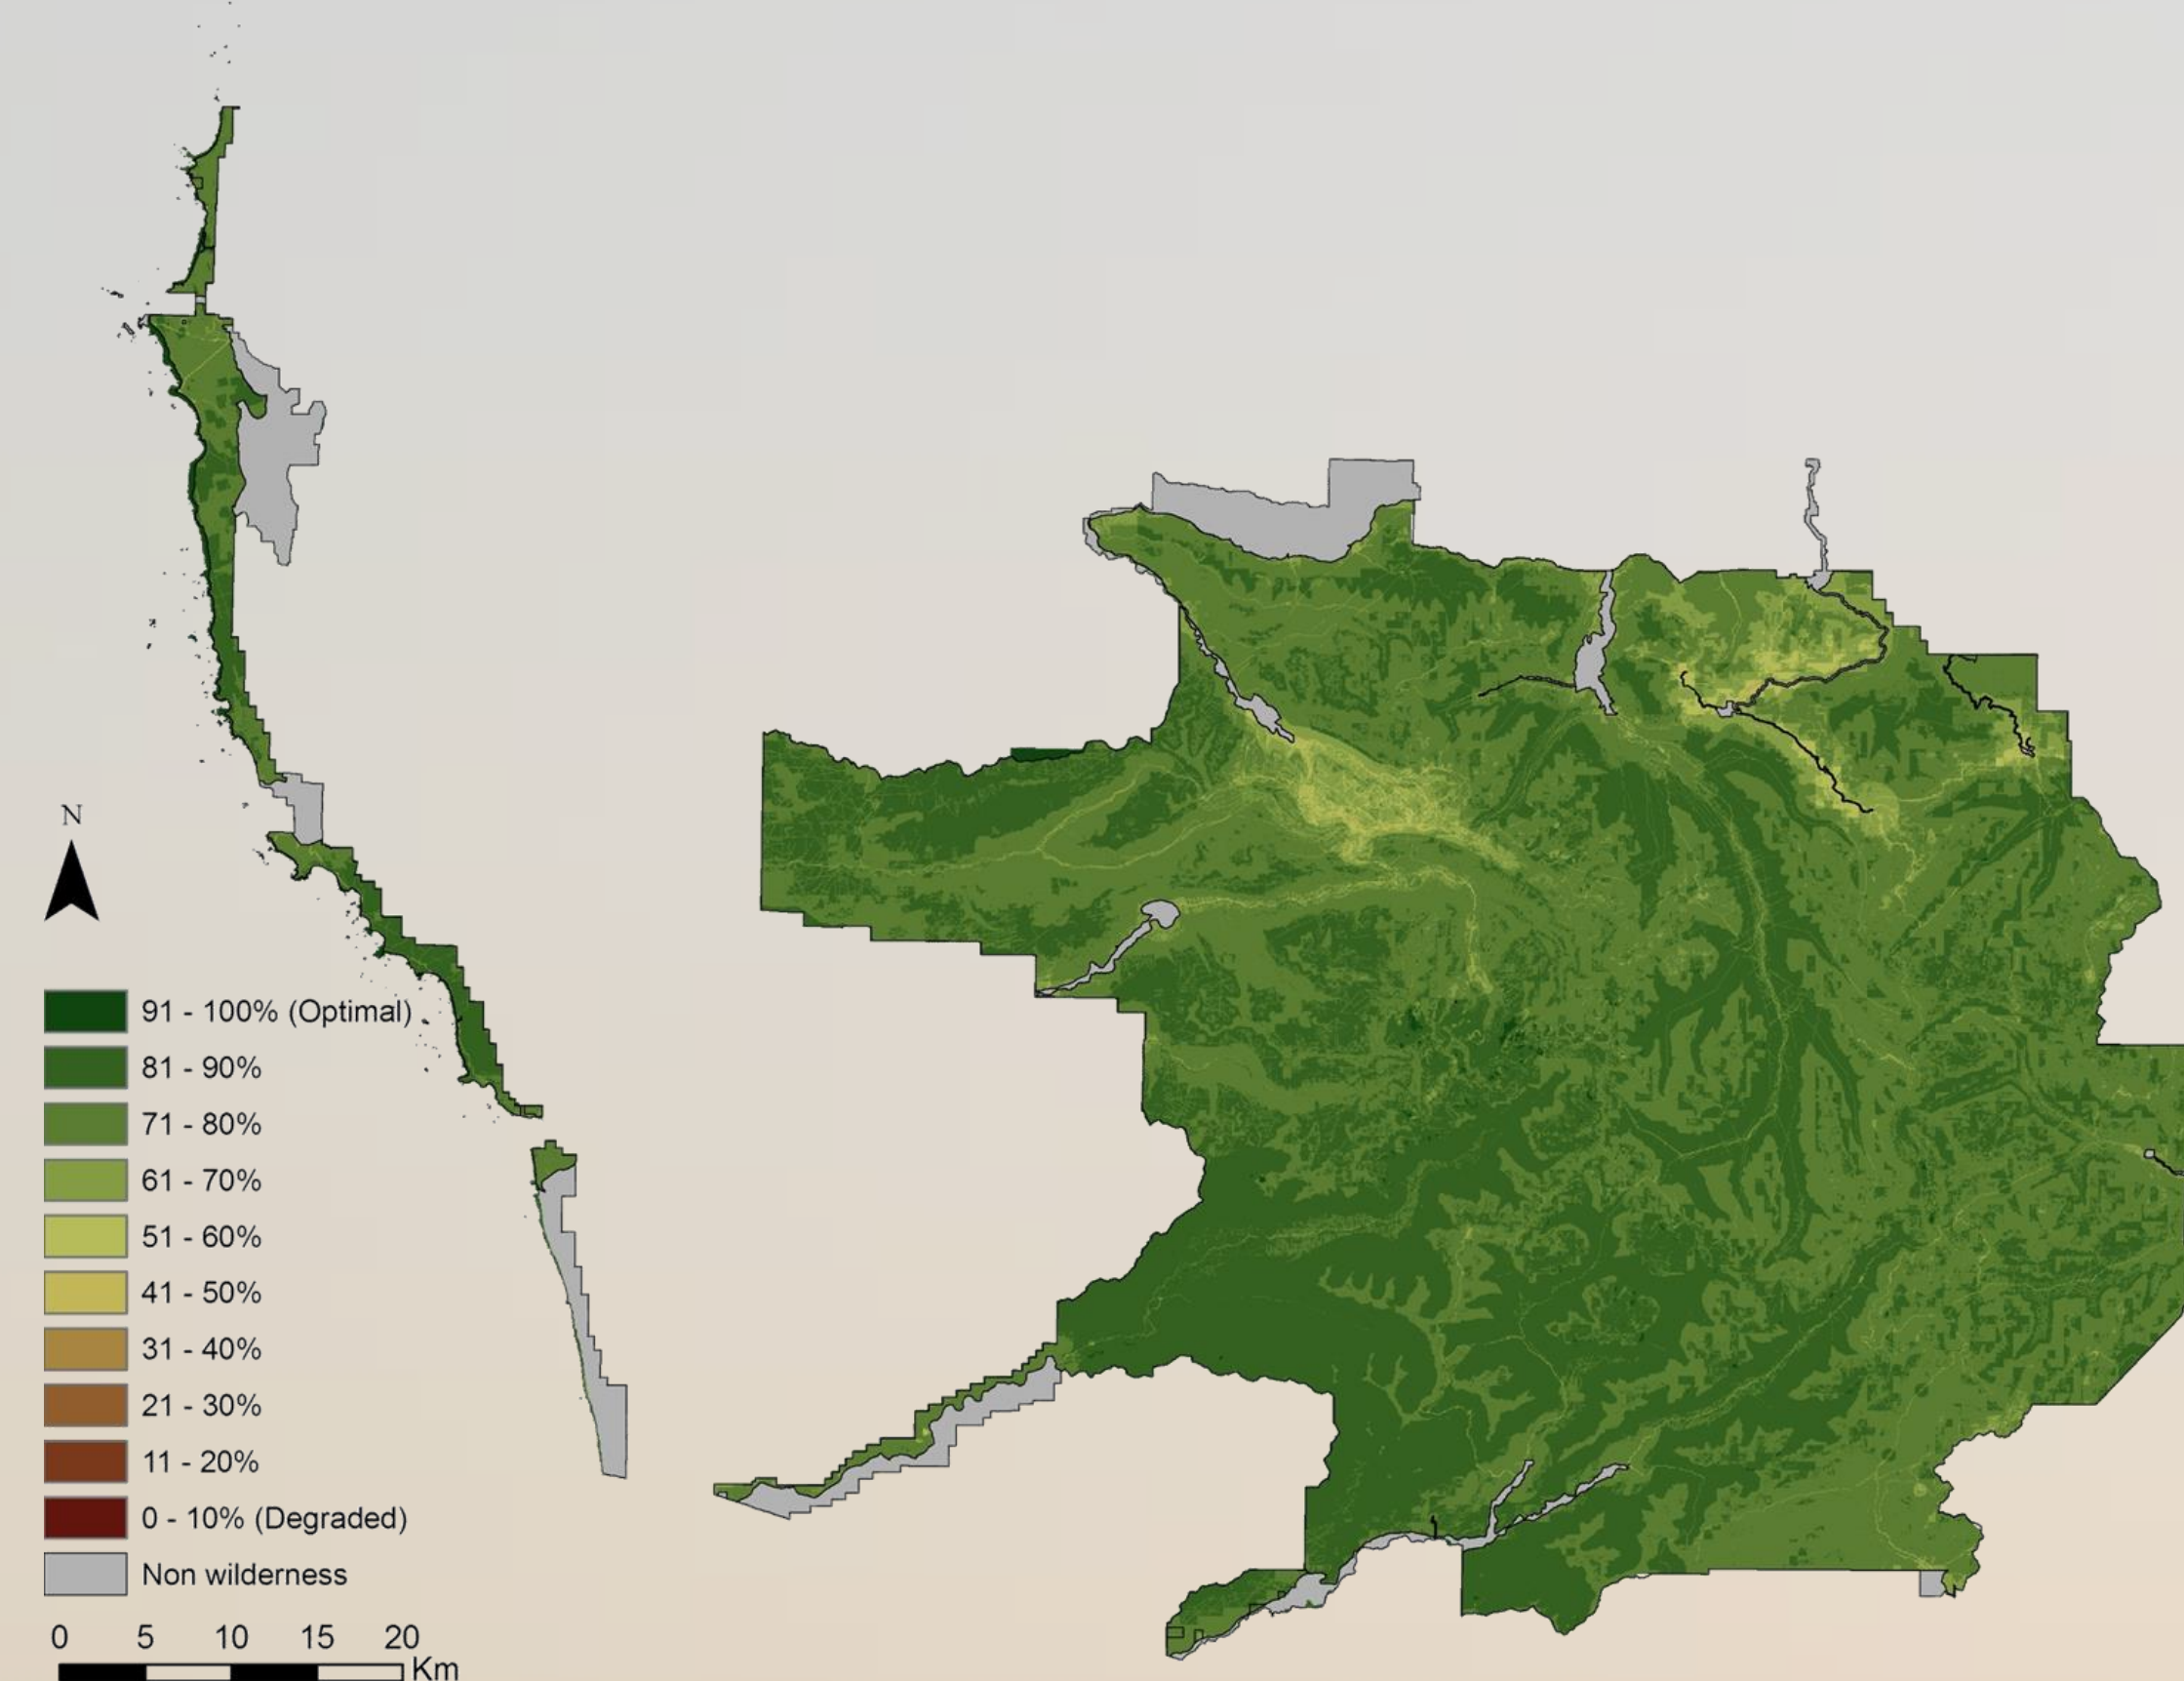 N
91 - 100% (Optimal)
81 - 90%
71 - 80%
61 - 70%
51 - 60%
41 - 50%
31 - 40%
21 - 30%
11 - 20%
0 - 10% (Degraded)
Non wilderness
0 5 10 15 20
Km